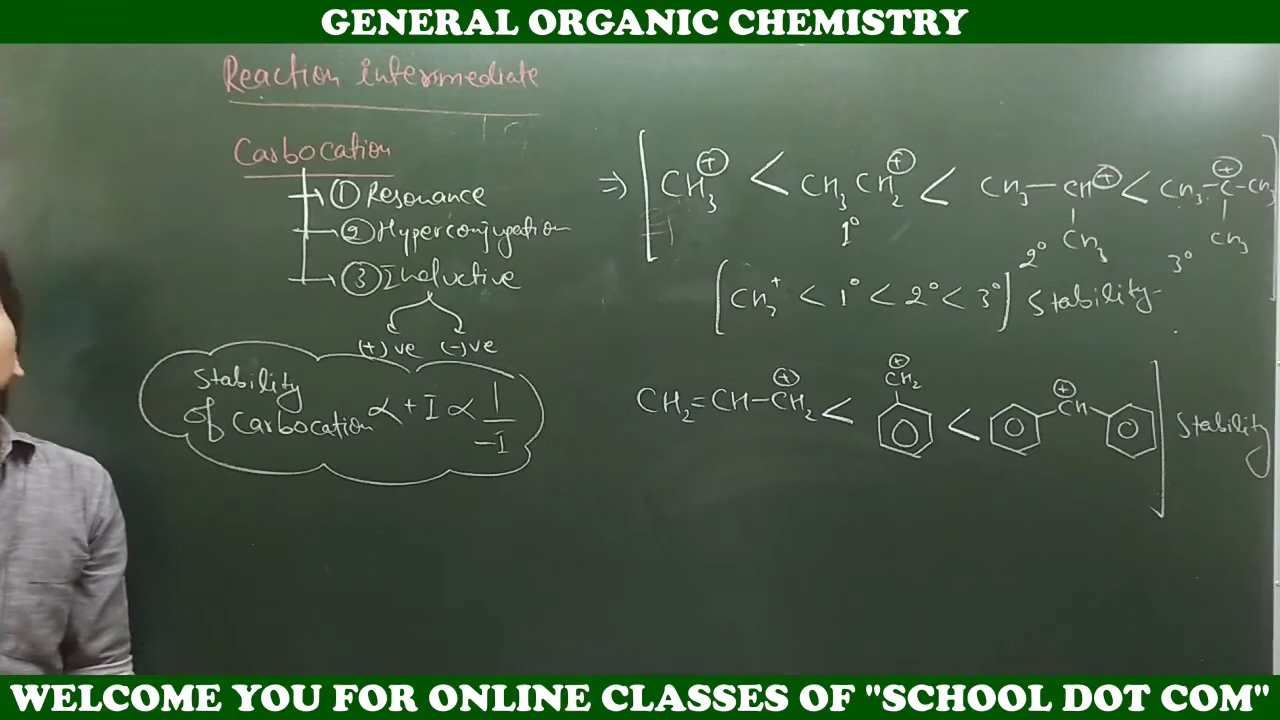 GENERAL ORGANIC CHEMISTRY
Reaction intermediate
Carbocation
① Resonance
② Hyperconjugation
③ Inductive
(+)ve (-)ve
Stability
of Carbocation ∝ +I ∝ 1/-I
⇒ [CH₃⊕ < CH₃CH₂⊕ < CH₃-CH⊕ < CH₃-C⊕-CH₃
1°
CH₃ CH₃
2° 3°
[CH₃⁺ < 1° < 2° < 3°] Stability
⊕ ⊕ ⊕
CH₂=CH-CH₂ < CH₂ < CH ] Stability
WELCOME YOU FOR ONLINE CLASSES OF "SCHOOL DOT COM"